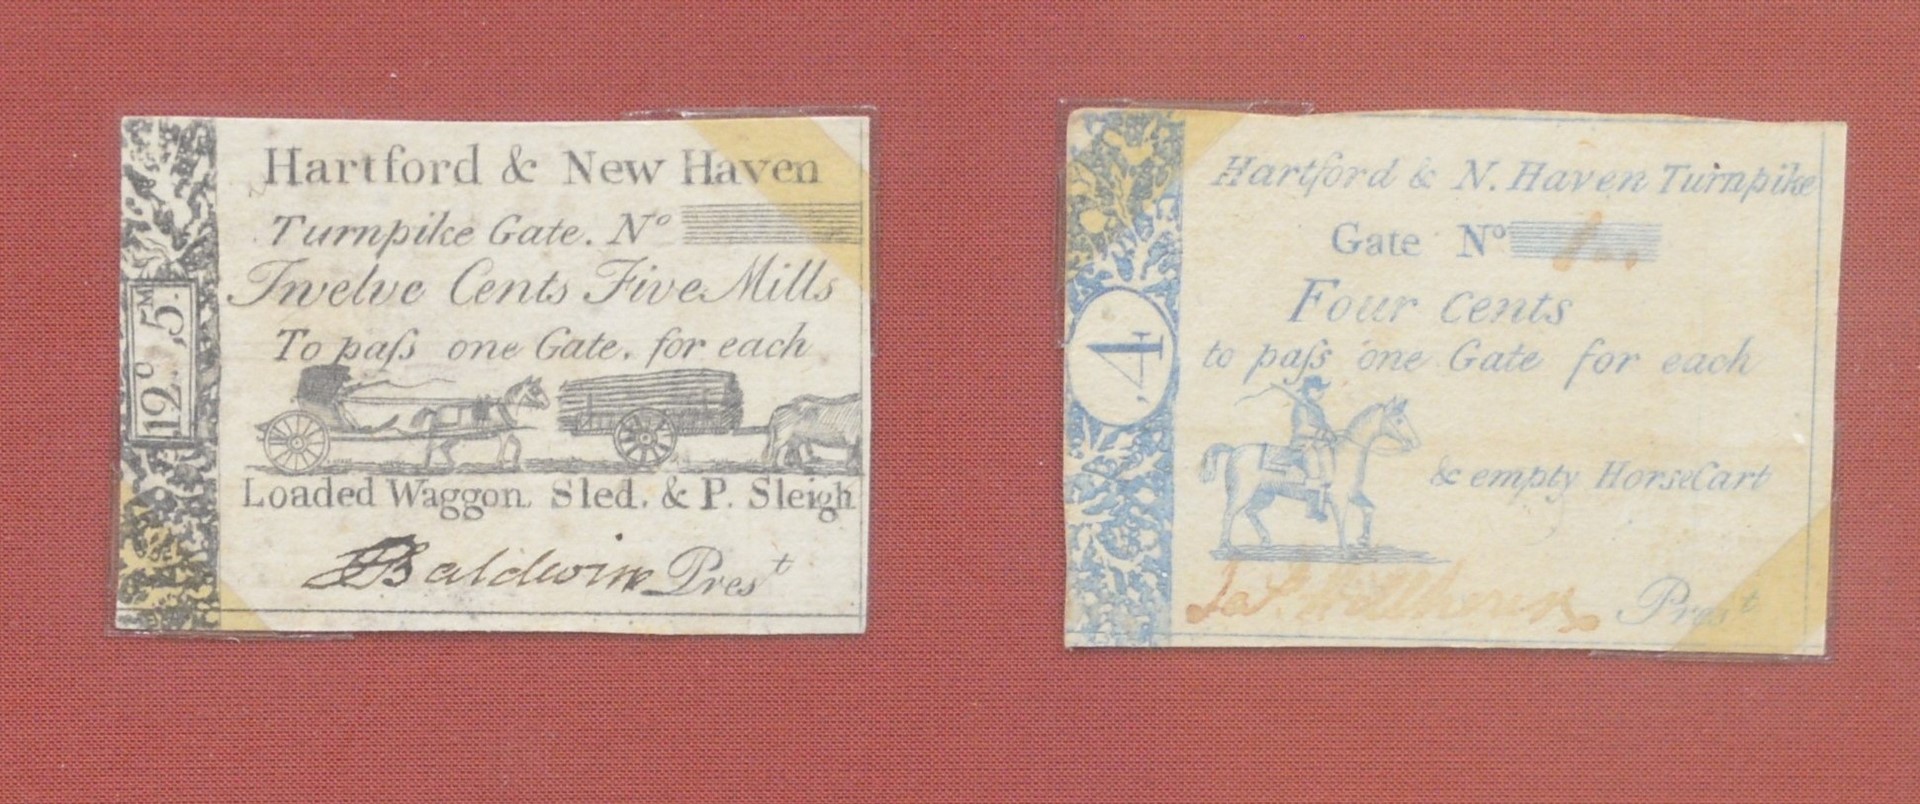 Hartford & New Haven
Turnpike Gate. Nº
Twelve Cents Five Mills
To paſs one Gate. for each
Loaded Waggon, Sled, & P. Sleigh
Baldwin Presᵗ
12ᶜ, 5ᴹ.
Hartford & N. Haven Turnpike
Gate Nº
Four Cents
to paſs one Gate for each
& empty HorseCart
Presᵗ
4